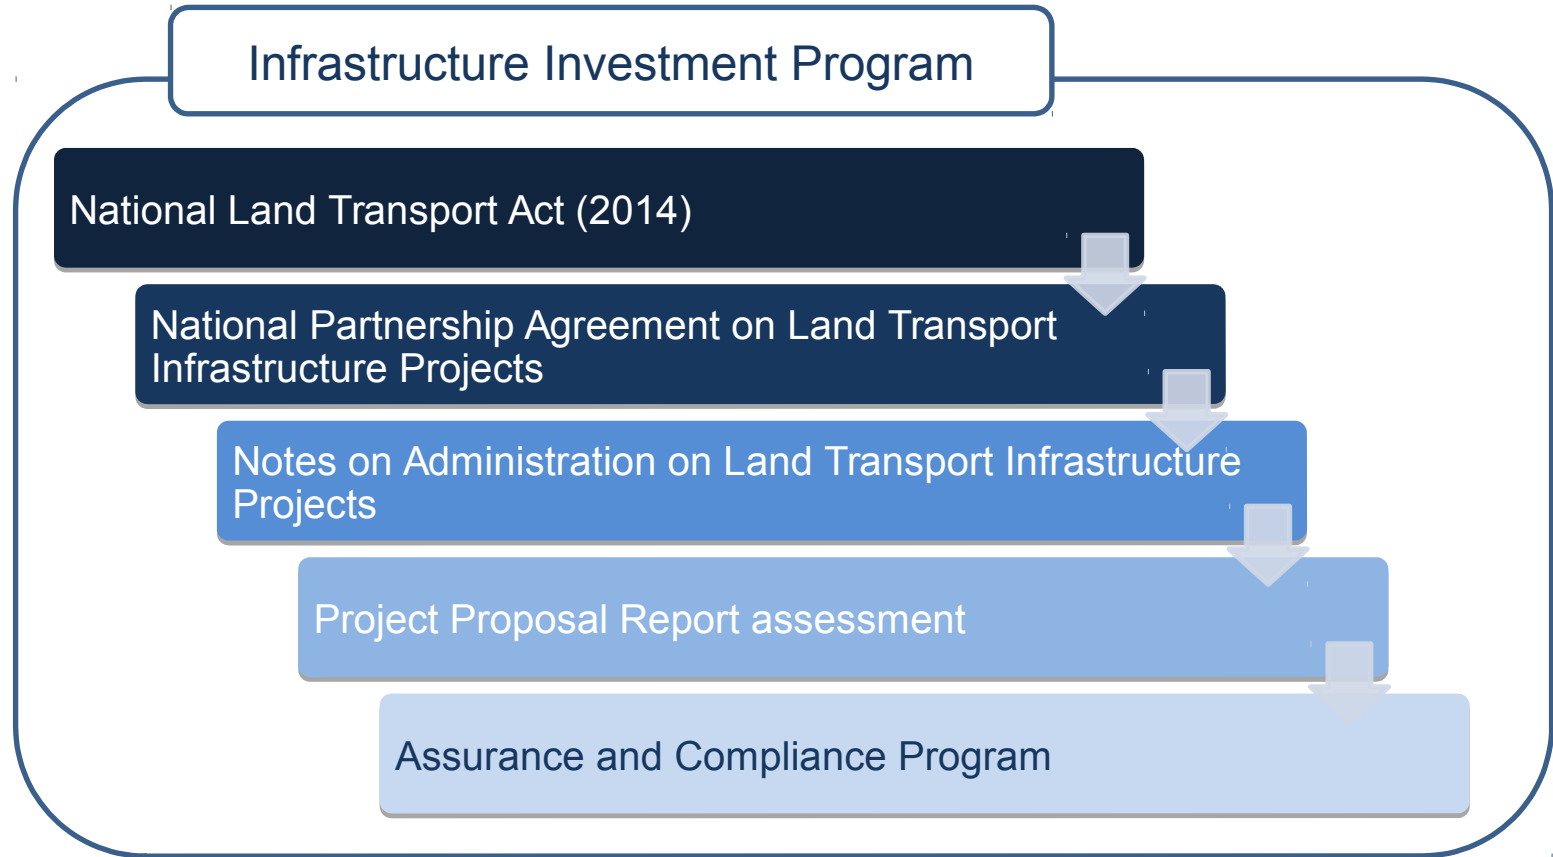 Infrastructure Investment Program
National Land Transport Act (2014)
National Partnership Agreement on Land Transport
Infrastructure Projects
Notes on Administration on Land Transport Infrastructure
Projects
Project Proposal Report assessment
Assurance and Compliance Program